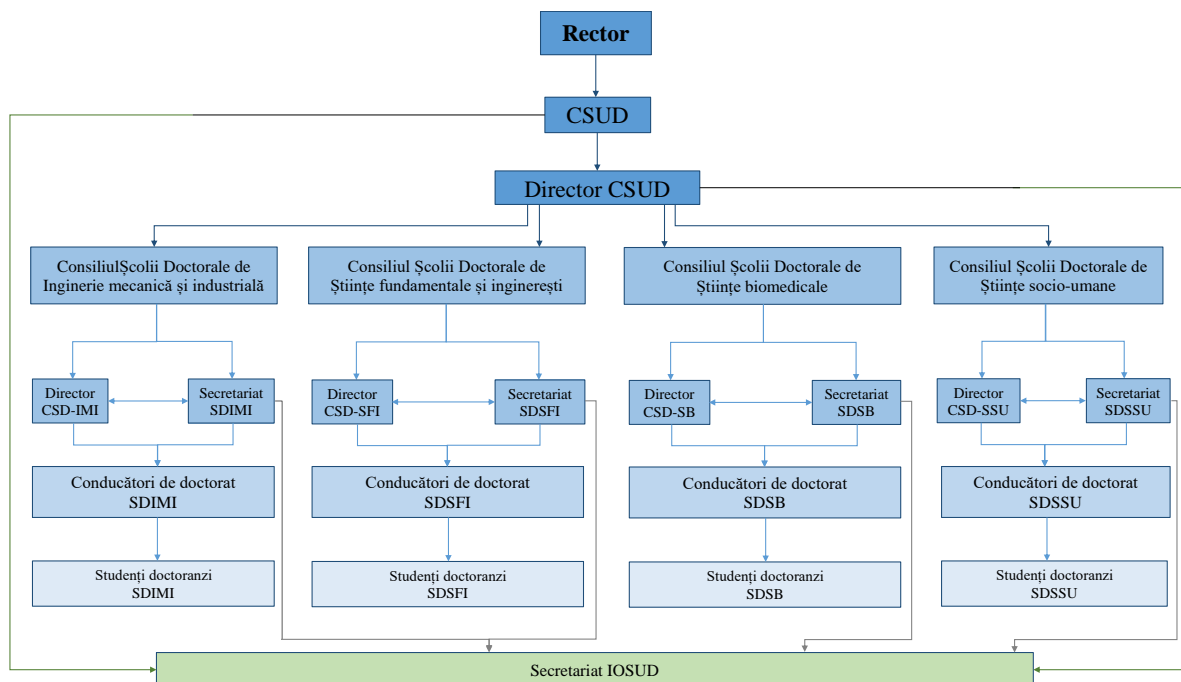 Rector
CSUD
Director CSUD
ConsiliulȘcolii Doctorale de
Inginerie mecanică și industrială
Consiliul Școlii Doctorale de
Științe fundamentale și inginerești
Consiliul Școlii Doctorale de
Științe biomedicale
Consiliul Școlii Doctorale de
Științe socio-umane
Director
CSD-IMI
Secretariat
SDIMI
Director
CSD-SFI
Secretariat
SDSFI
Director
CSD-SB
Secretariat
SDSB
Director
CSD-SSU
Secretariat
SDSSU
Conducători de doctorat
SDIMI
Conducători de doctorat
SDSFI
Conducători de doctorat
SDSB
Conducători de doctorat
SDSSU
Studenți doctoranzi
SDIMI
Studenți doctoranzi
SDSFI
Studenți doctoranzi
SDSB
Studenți doctoranzi
SDSSU
Secretariat IOSUD